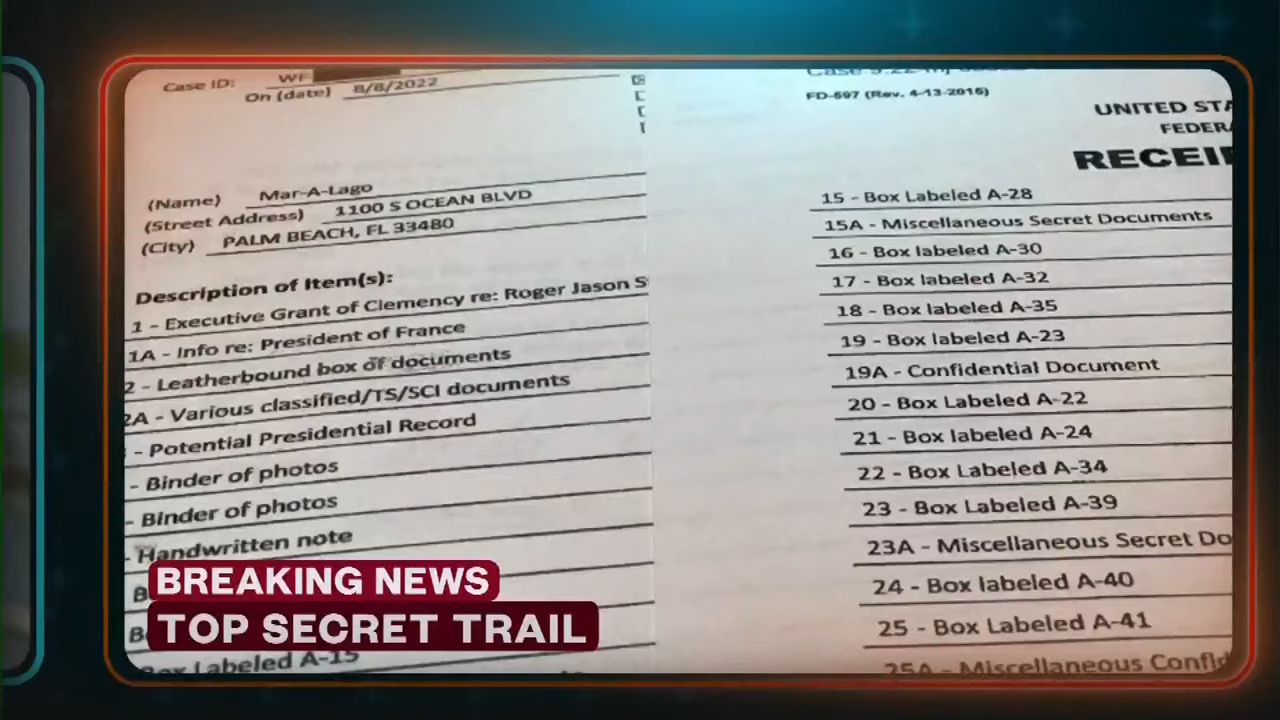 Case ID: WF
On (date) 8/8/2022
(Name) Mar-A-Lago
(Street Address) 1100 S OCEAN BLVD
(City) PALM BEACH, FL 33480
Description of Item(s):
1 - Executive Grant of Clemency re: Roger Jason S
1A - Info re: President of France
2 - Leatherbound box of documents
2A - Various classified/TS/SCI documents
- Potential Presidential Record
- Binder of photos
- Binder of photos
- Handwritten note
Box Labeled A-15
FD-597 (Rev. 4-13-2015)
UNITED STA
FEDERA
RECEI
15 - Box Labeled A-28
15A - Miscellaneous Secret Documents
16 - Box labeled A-30
17 - Box labeled A-32
18 - Box labeled A-35
19 - Box labeled A-23
19A - Confidential Document
20 - Box Labeled A-22
21 - Box labeled A-24
22 - Box Labeled A-34
23 - Box Labeled A-39
23A - Miscellaneous Secret Do
24 - Box labeled A-40
25 - Box Labeled A-41
25A - Miscellaneous Confid
BREAKING NEWS
TOP SECRET TRAIL